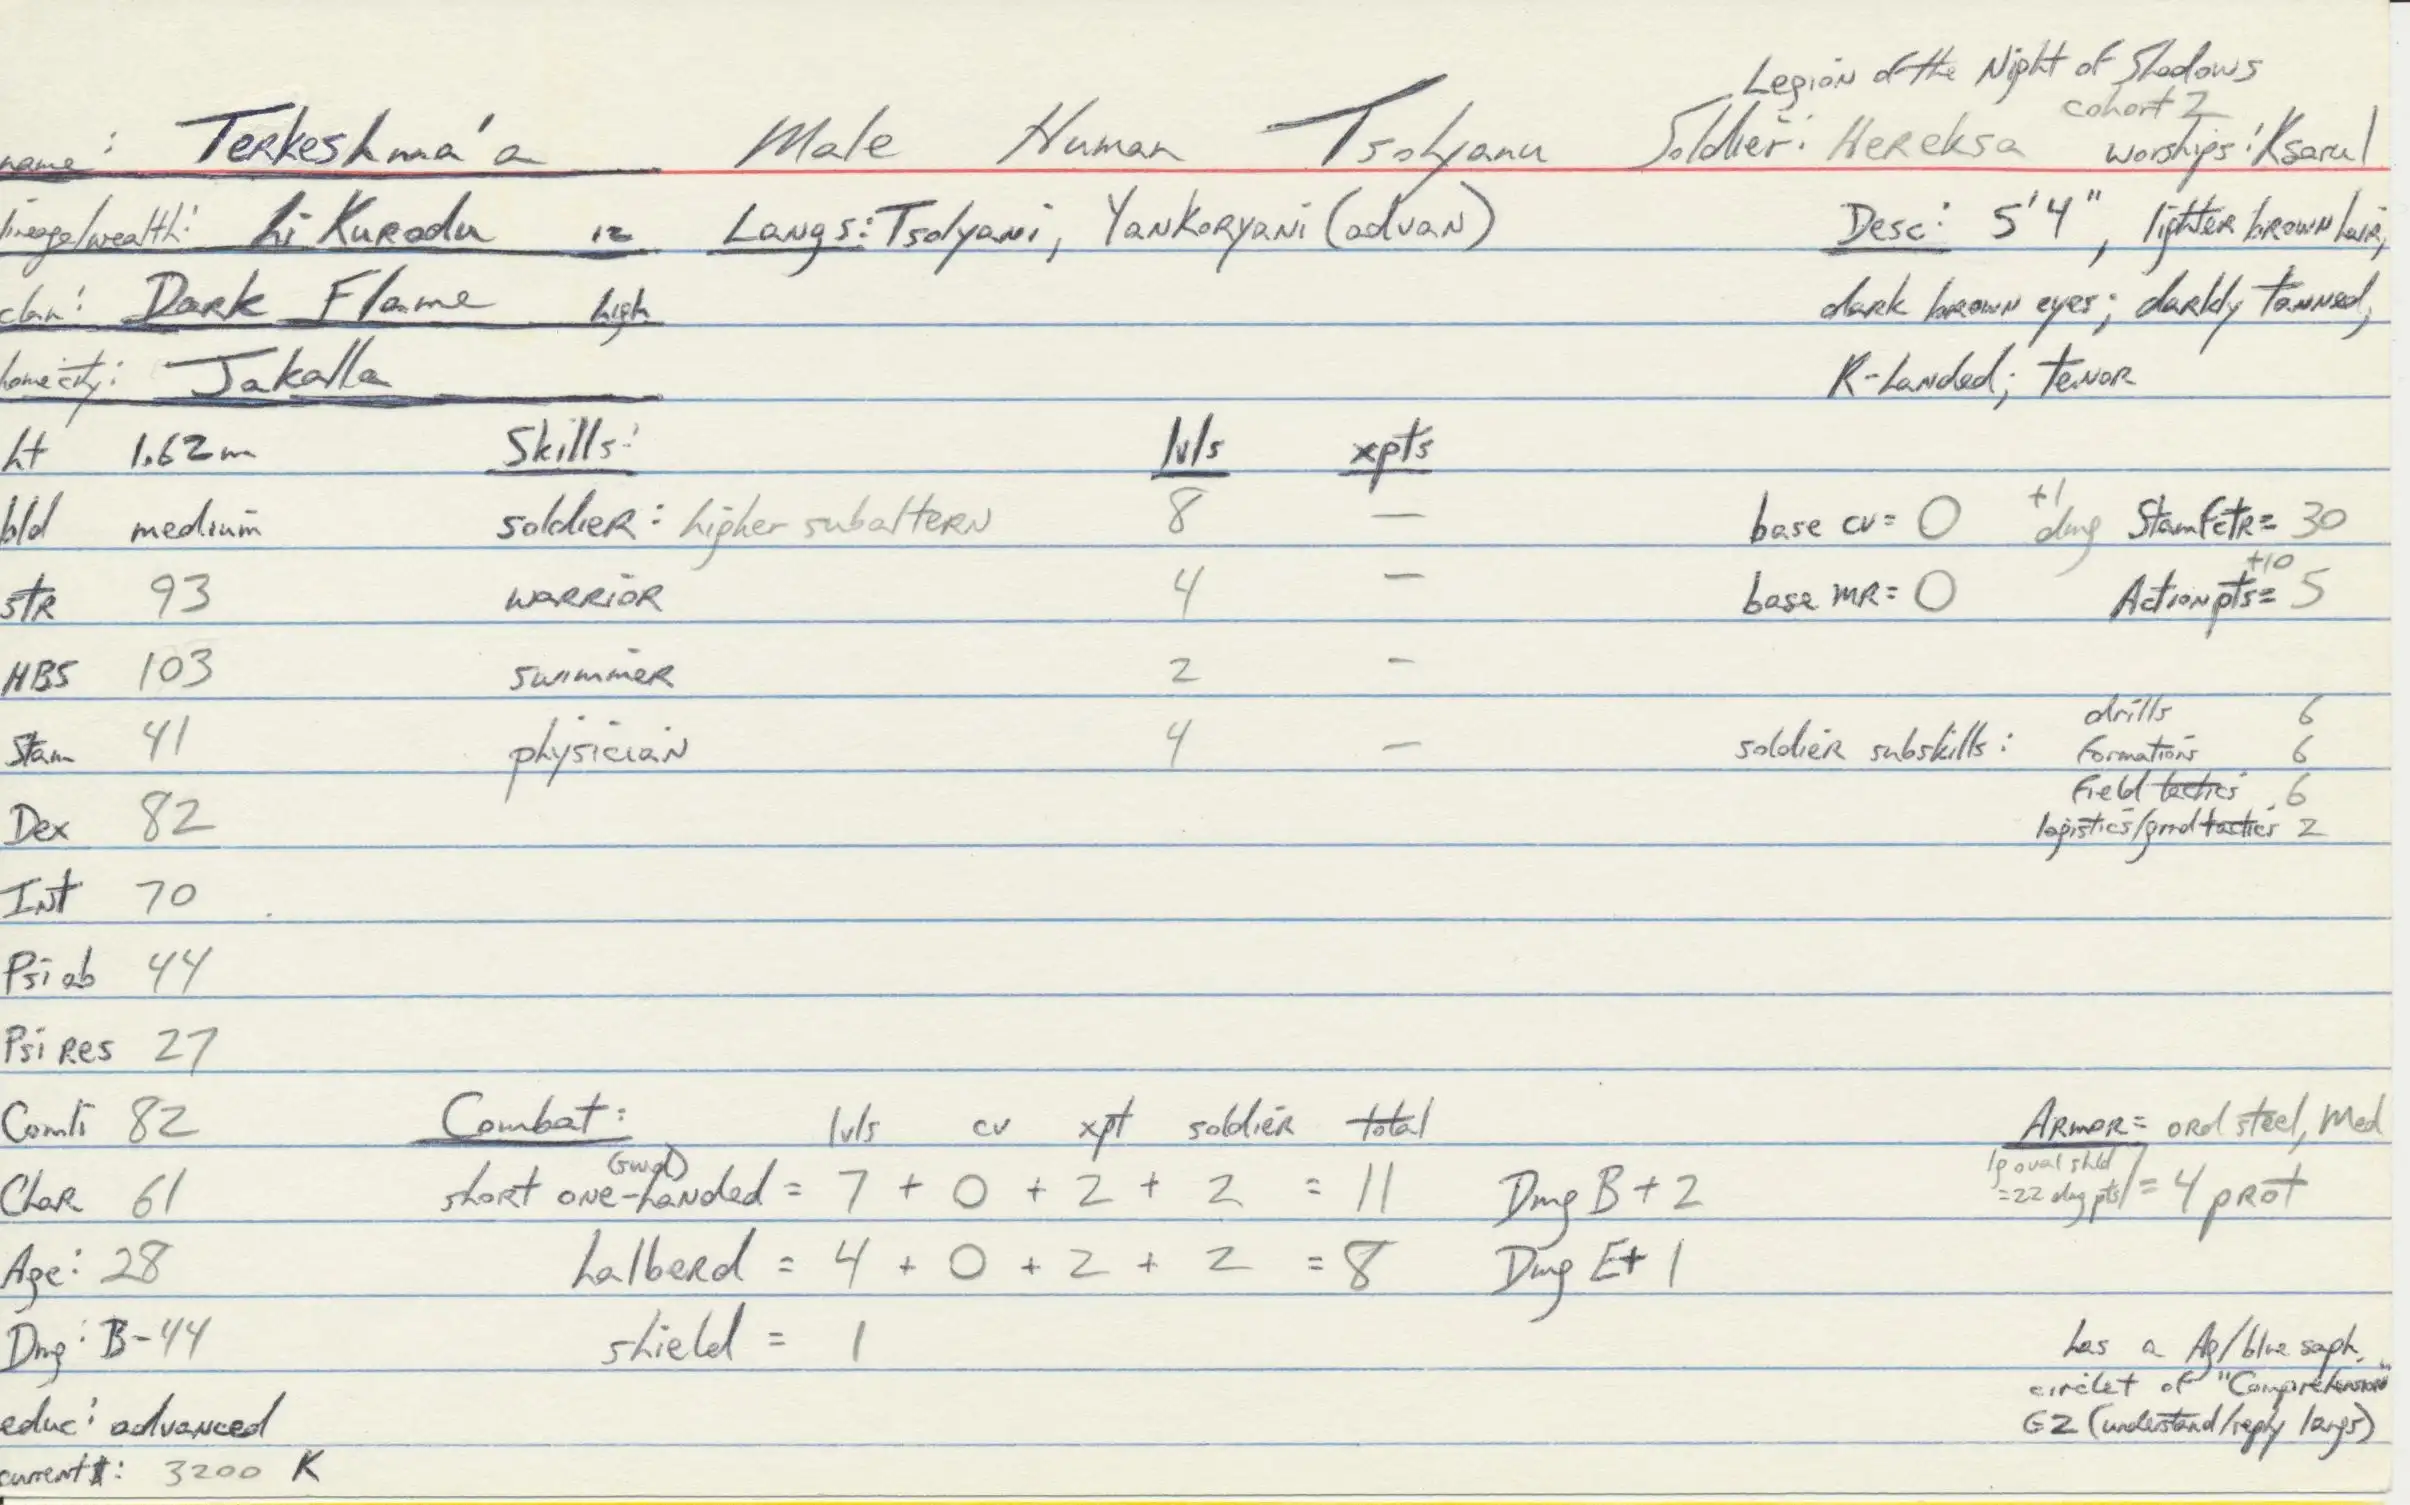 Legion of the Night of Shadows
cohort 2
name: Terkeshma'a Male Human Tsolyanu Soldier: Hereksa worships: Ksarul
lineage/wealth: hi Kurodu 12 Langs: Tsolyani, Yankoryani (advan) Desc: 5'4", lighter brown hair,
clan: Dark Flame high dark brown eyes; darkly tanned,
home city: Jakalla R-handed; tenor
ht 1.62m Skills: lvls xpts
bld medium soldier: higher subaltern 8 — base cv = 0 +1 dmg Stam Fctr = 30
str 93 warrior 4 — base mr = 0 Action pts = 5 +10
HBS 103 swimmer 2 -
Stam 41 physician 4 — soldier subskills: drills 6
formations 6
field tactics 6
Dex 82 logistics/grnd tactics 2
Int 70
Psi ab 44
Psi Res 27
Comli 82 Combat: lvls cv xpt soldier total Armor = ord steel, Med
Char 61 short one-handed (swd) = 7 + 0 + 2 + 2 = 11 Dmg B + 2 lg oval shld = 22 dmg pts = 4 prot
Age: 28 halberd = 4 + 0 + 2 + 2 = 8 Dmg E + 1
Dmg: B-44 shield = 1 has a Ag/blue saph.
circlet of "Comprehension"
educ: advanced G2 (understand/reply langs)
current $: 3200 K